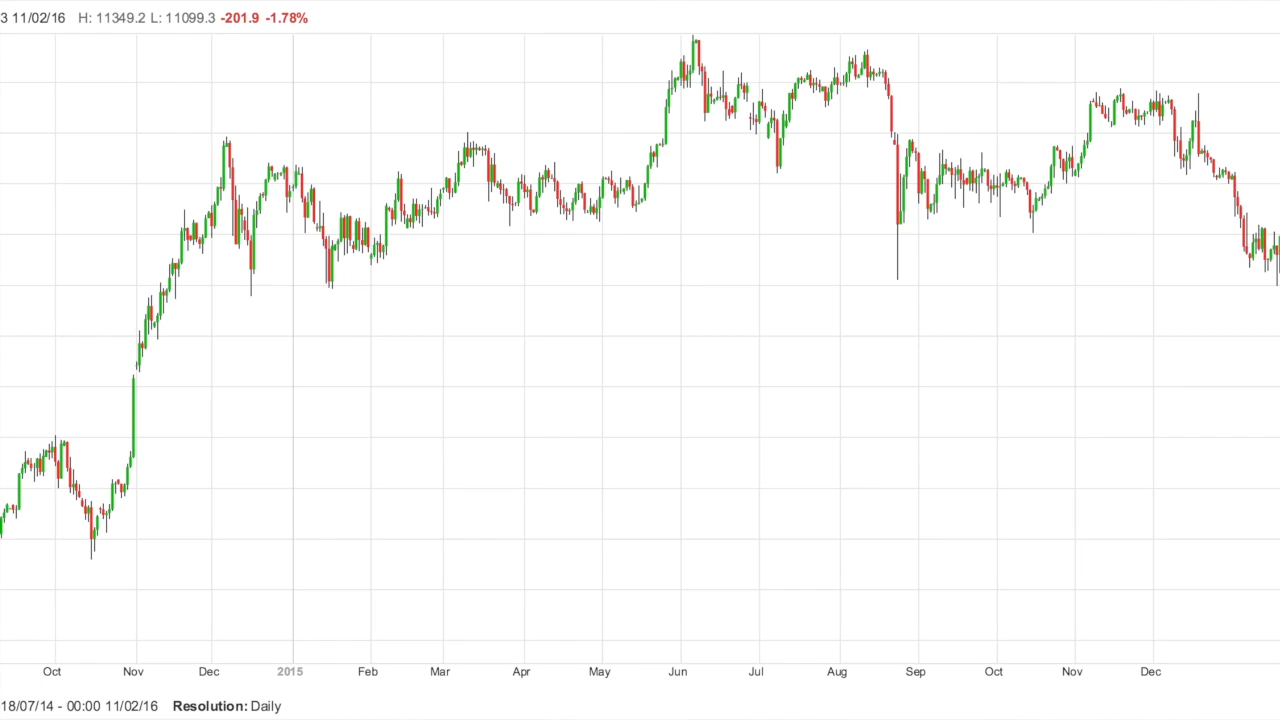 3 11/02/16 H: 11349.2 L: 11099.3 -201.9 -1.78%
Oct Nov Dec 2015 Feb Mar Apr May Jun Jul Aug Sep Oct Nov Dec
18/07/14 - 00:00 11/02/16 Resolution: Daily